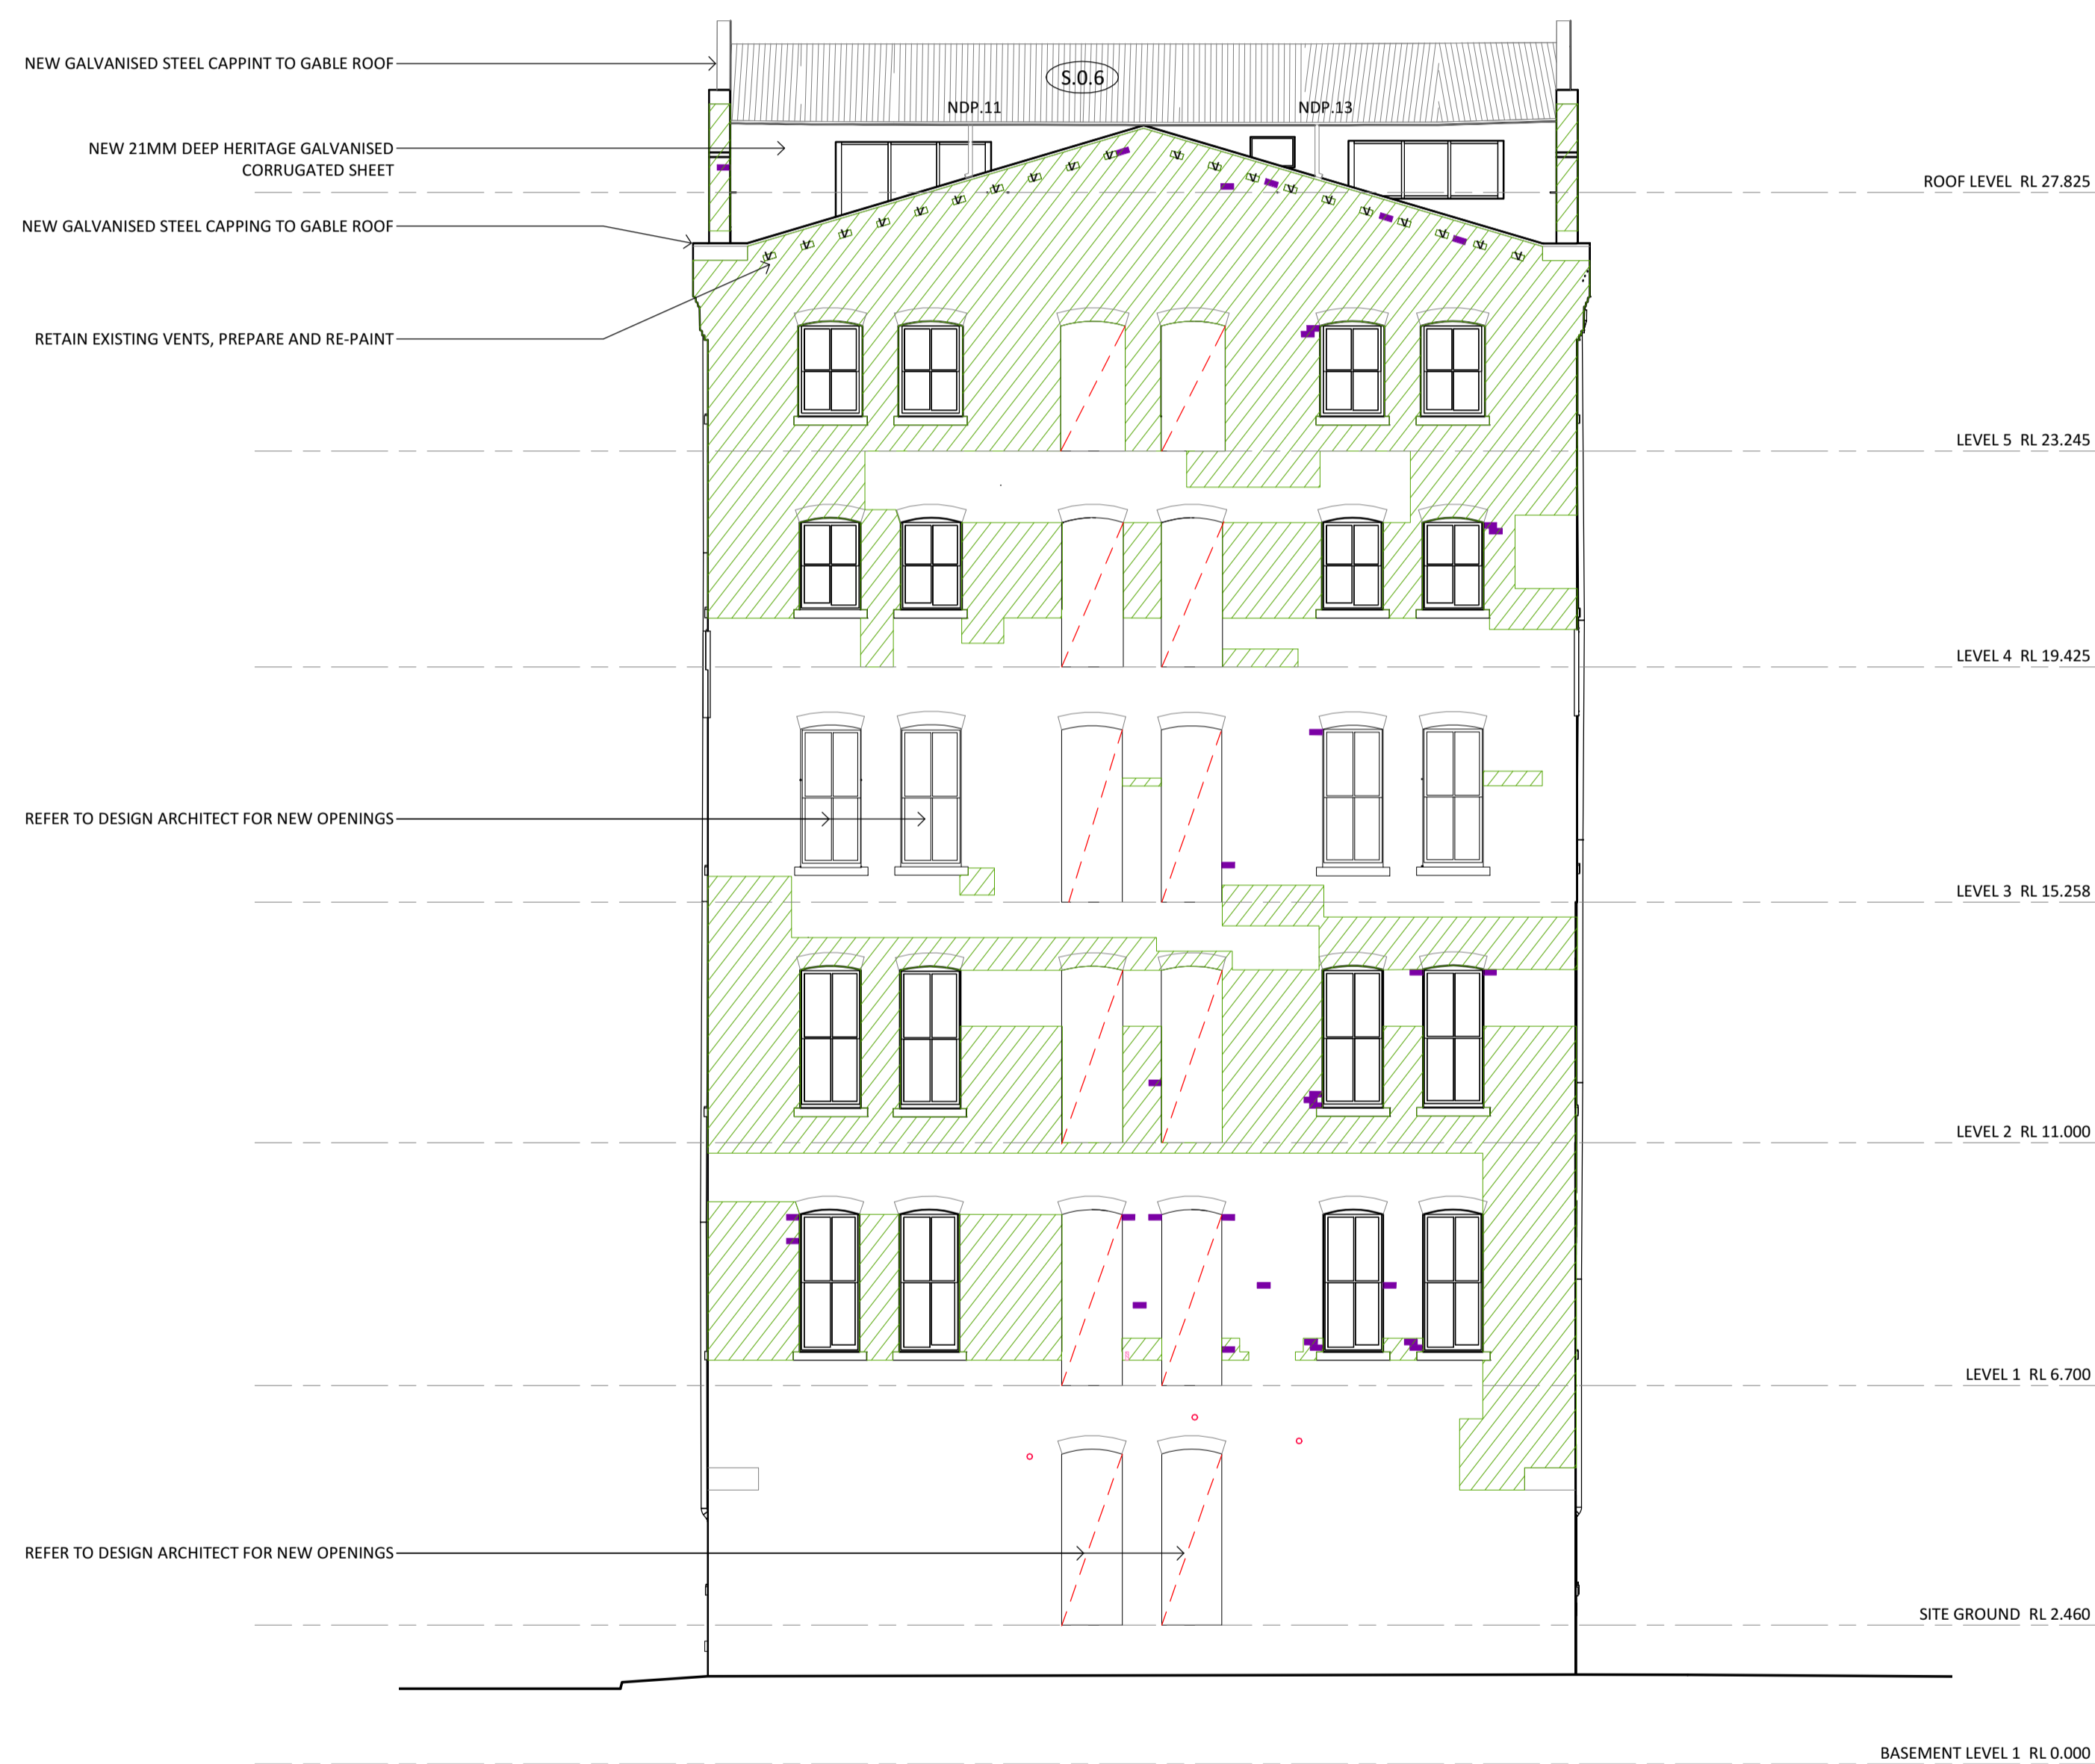 NEW GALVANISED STEEL CAPPINT TO GABLE ROOF
S.0.6
NDP.11
NDP.13
NEW 21MM DEEP HERITAGE GALVANISED
CORRUGATED SHEET
ROOF LEVEL RL 27.825
NEW GALVANISED STEEL CAPPING TO GABLE ROOF
RETAIN EXISTING VENTS, PREPARE AND RE-PAINT
LEVEL 5 RL 23.245
LEVEL 4 RL 19.425
REFER TO DESIGN ARCHITECT FOR NEW OPENINGS
LEVEL 3 RL 15.258
LEVEL 2 RL 11.000
LEVEL 1 RL 6.700
REFER TO DESIGN ARCHITECT FOR NEW OPENINGS
SITE GROUND RL 2.460
BASEMENT LEVEL 1 RL 0.000